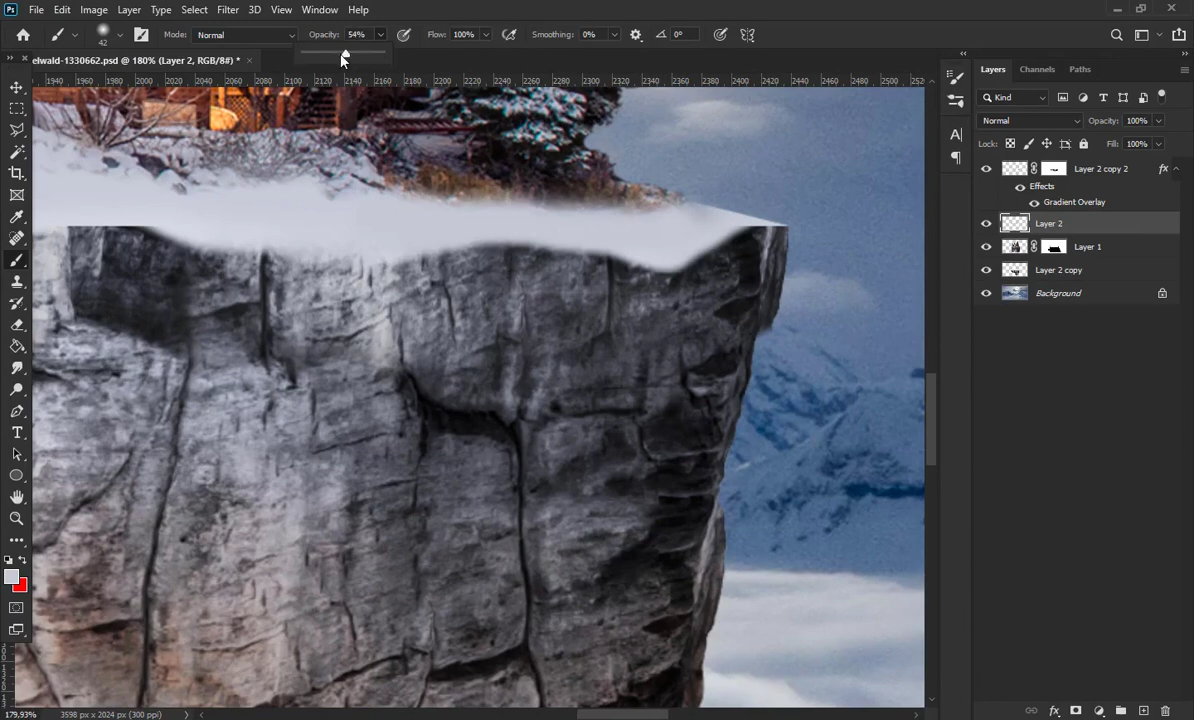 Ps File Edit Image Layer Type Select Filter 3D View Window Help
42 Mode: Normal Opacity: 54% Flow: 100% Smoothing: 0% 0°
elwald-1330662.psd @ 180% (Layer 2, RGB/8#) *
1940 1960 1980 2000 2020 2040 2060 2080 2100 2120 2140 2160 2180 2200 2220 2240 2260 2280 2300 2320 2340 2360 2380 2400 2420 2440 2460 2480 2500 252
Layers Channels Paths
Kind
Normal Opacity: 100%
Lock: Fill: 100%
Layer 2 copy 2 fx
Effects
Gradient Overlay
Layer 2
Layer 1
Layer 2 copy
Background
179,93% 3598 px x 2024 px (300 ppi)